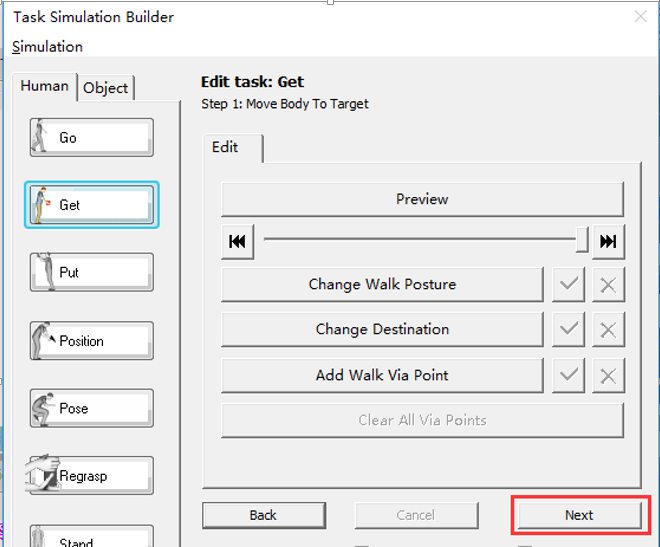 Task Simulation Builder
Simulation
Human
Object
Go
Get
Put
Position
Pose
Regrasp
Stand
Edit task: Get
Step 1: Move Body To Target
Edit
Preview
Change Walk Posture
Change Destination
Add Walk Via Point
Clear All Via Points
Back
Cancel
Next